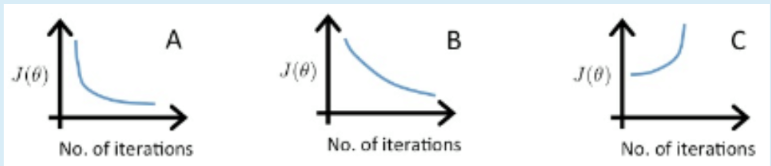 A
J(θ)
No. of iterations
B
J(θ)
No. of iterations
C
J(θ)
No. of iterations